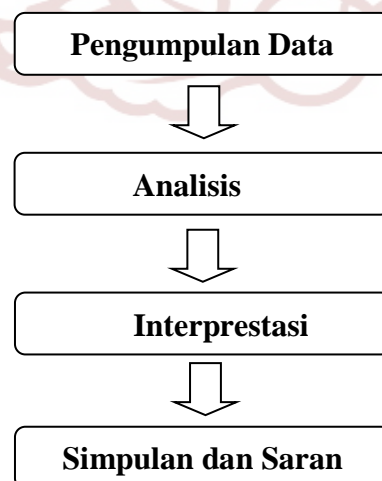 Pengumpulan Data
Analisis
Interprestasi
Simpulan dan Saran